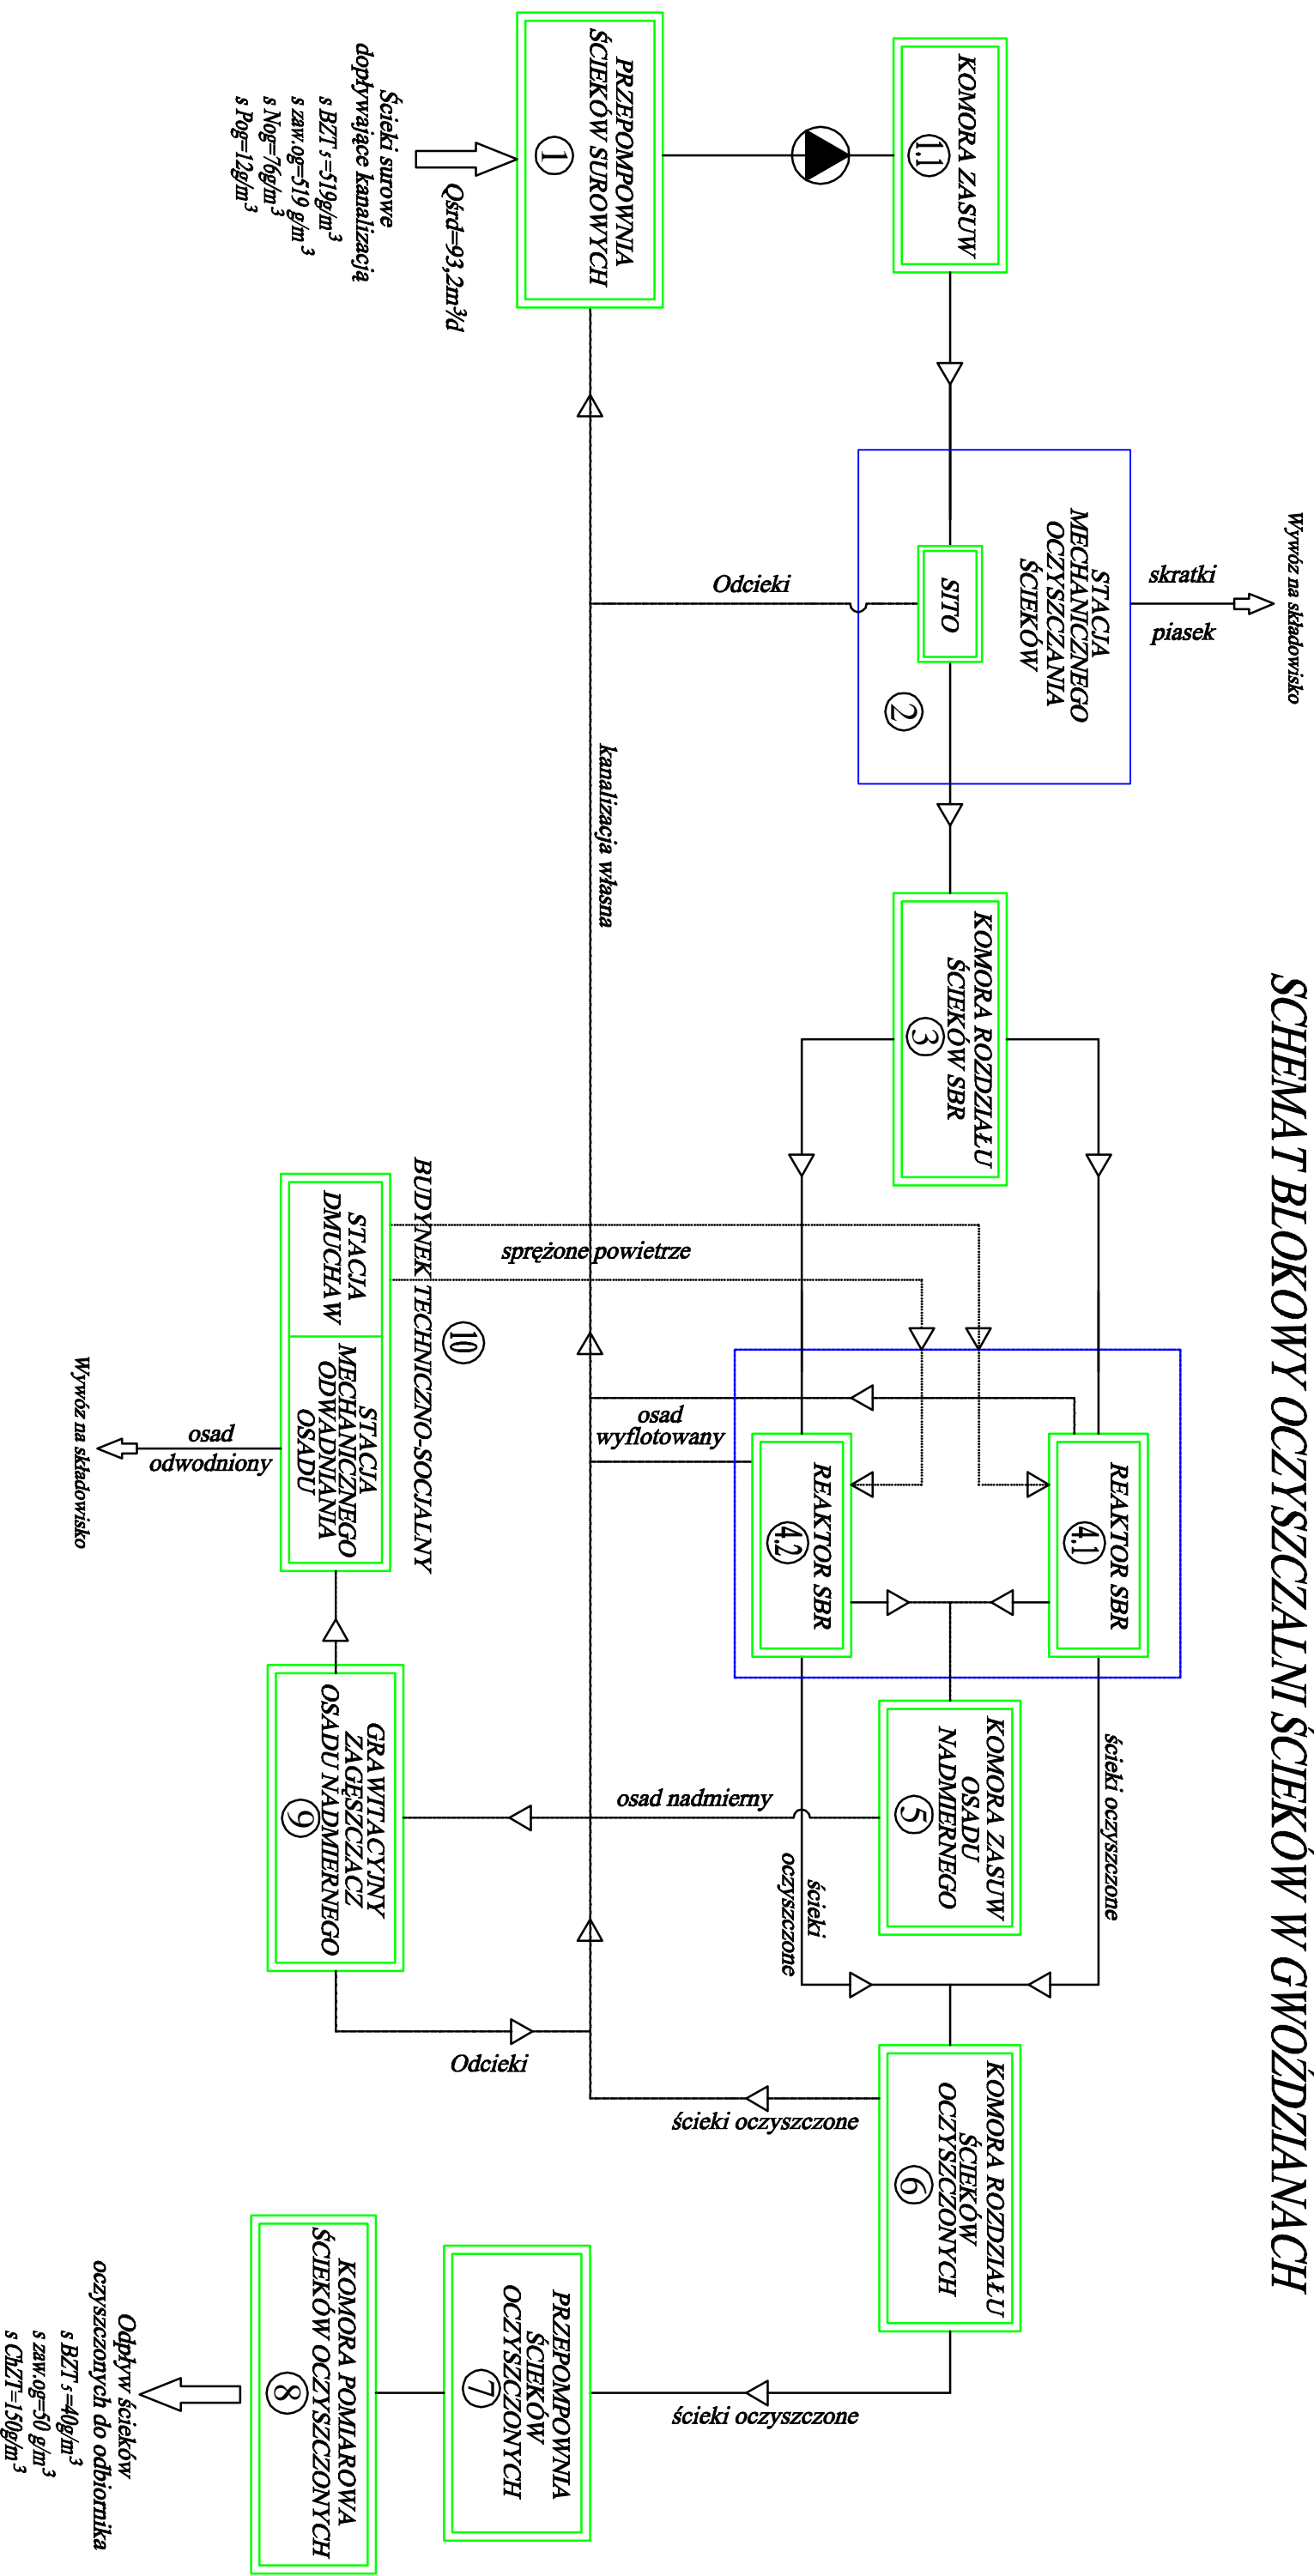 SCHEMAT BLOKOWY OCZYSZCZALNI ŚCIEKÓW W GWOŹDZIANACH
Wywóz na składowisko
skratki
piasek
STACJA
MECHANICZNEGO
OCZYSZCZANIA
ŚCIEKÓW
KOMORA ZASUW
1.1
SITO
2
KOMORA ROZDZIAŁU
ŚCIEKÓW SBR
3
REAKTOR SBR
4.1
REAKTOR SBR
4.2
ścieki oczyszczone
KOMORA ZASUW
OSADU
NADMIERNEGO
5
ścieki
oczyszczone
KOMORA ROZDZIAŁU
ŚCIEKÓW
OCZYSZCZONYCH
6
Odcieki
kanalizacja własna
sprężone powietrze
osad
wyflotowany
osad nadmierny
ścieki oczyszczone
ścieki oczyszczone
PRZEPOMPOWNIA
ŚCIEKÓW SUROWYCH
1
Qśrd=93,2m³/d
Ścieki surowe
dopływające kanalizacją
s BZT₅=519g/m³
s zaw.og=519 g/m³
s Nog=76g/m³
s Pog=12g/m³
10
BUDYNEK TECHNICZNO-SOCJALNY
STACJA
DMUCHAW
STACJA
MECHANICZNEGO
ODWADNIANIA
OSADU
osad
odwodniony
Wywóz na składowisko
GRAWITACYJNY
ZAGĘSZCZACZ
OSADU NADMIERNEGO
9
Odcieki
PRZEPOMPOWNIA
ŚCIEKÓW
OCZYSZCZONYCH
7
KOMORA POMIAROWA
ŚCIEKÓW OCZYSZCZONYCH
8
Odpływ ścieków
oczyszczonych do odbiornika
s BZT₅=40g/m³
s zaw.og=50 g/m³
s ChZT=150g/m³